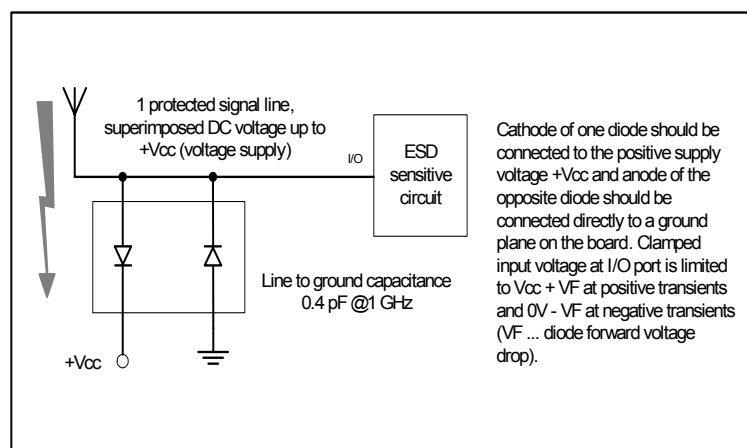 1 protected signal line,
superimposed DC voltage up to
+Vcc (voltage supply)
I/O
ESD
sensitive
circuit
Line to ground capacitance
0.4 pF @1 GHz
+Vcc
Cathode of one diode should be
connected to the positive supply
voltage +Vcc and anode of the
opposite diode should be
connected directly to a ground
plane on the board. Clamped
input voltage at I/O port is limited
to Vcc + VF at positive transients
and 0V - VF at negative transients
(VF ... diode forward voltage
drop).